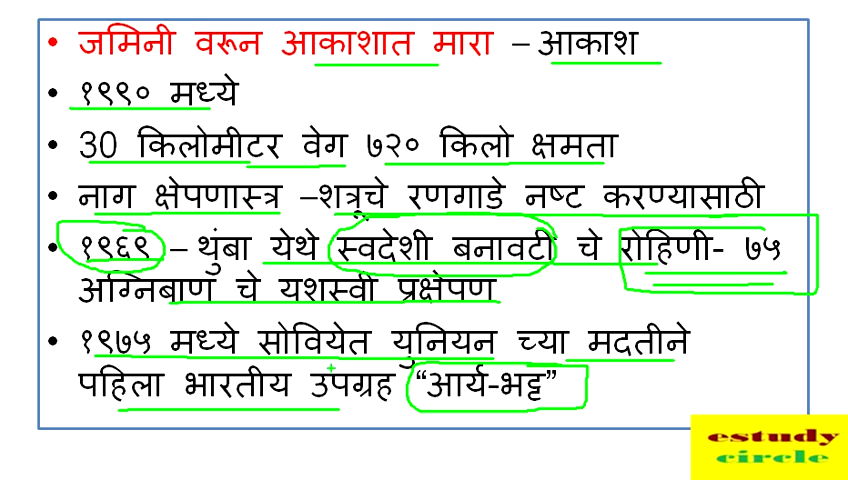 • जमिनी वरून आकाशात मारा – आकाश
• १९९० मध्ये
• 30 किलोमीटर वेग ७२० किलो क्षमता
• नाग क्षेपणास्त्र –शत्रूचे रणगाडे नष्ट करण्यासाठी
• १९६९ – थुंबा येथे स्वदेशी बनावटी चे रोहिणी- ७५
अग्निबाण चे यशस्वी प्रक्षेपण
• १९७५ मध्ये सोवियेत युनियन च्या मदतीने
पहिला भारतीय उपग्रह “आर्य-भट्ट”
estudy
circle